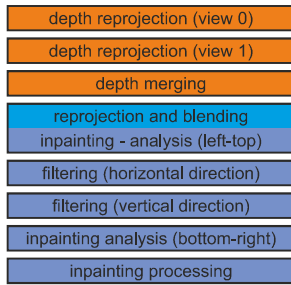 depth reprojection (view 0)
depth reprojection (view 1)
depth merging
reprojection and blending
inpainting - analysis (left-top)
filtering (horizontal direction)
filtering (vertical direction)
inpainting analysis (bottom-right)
inpainting processing